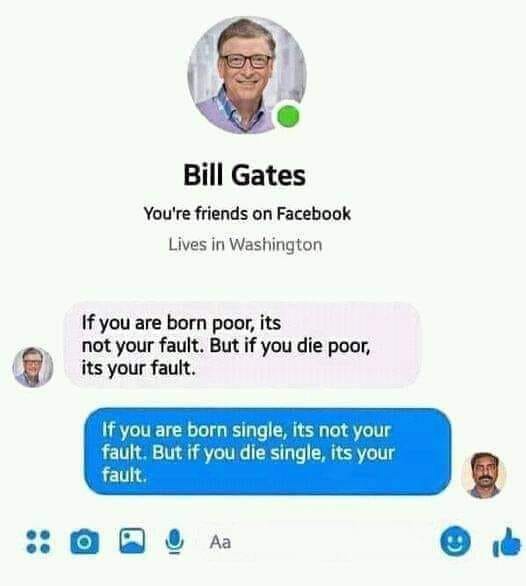 Bill Gates
You're friends on Facebook
Lives in Washington
If you are born poor, its
not your fault. But if you die poor,
its your fault.
If you are born single, its not your
fault. But if you die single, its your
fault.
Aa